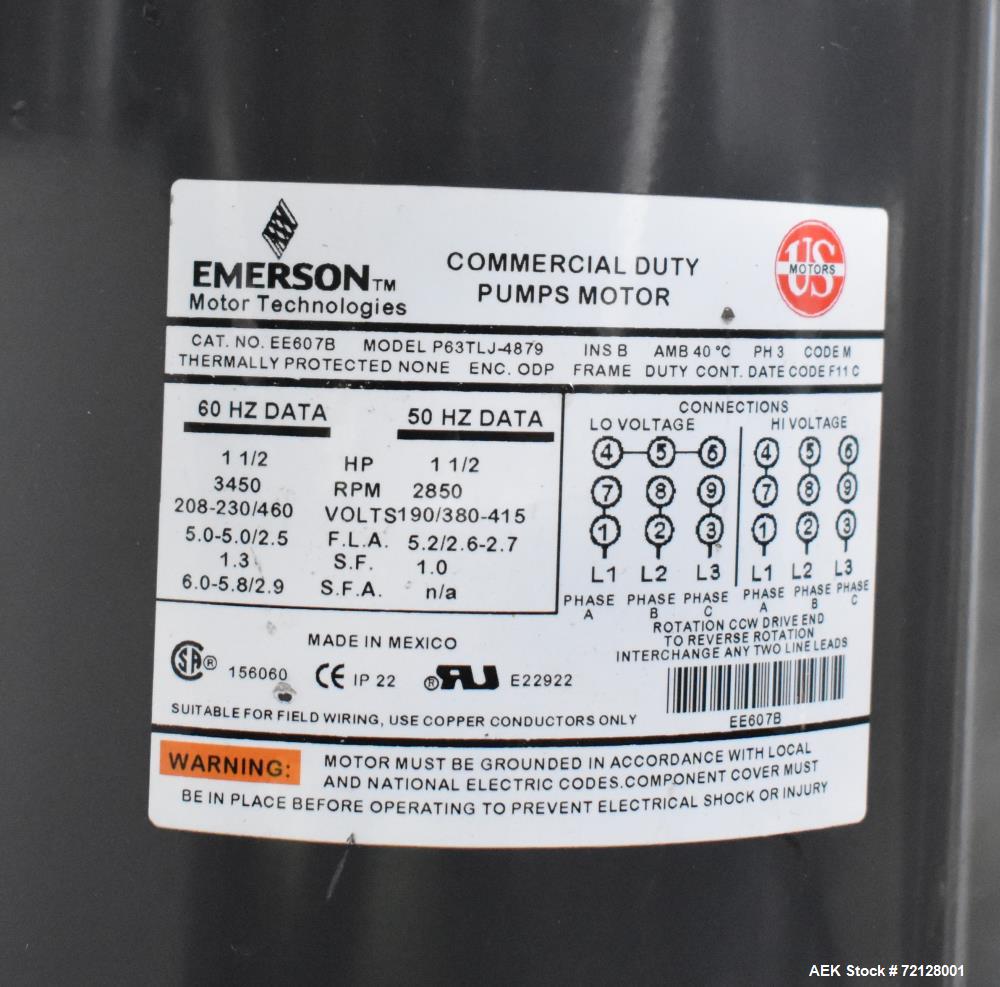 EMERSON™
Motor Technologies
COMMERCIAL DUTY
PUMPS MOTOR
US
MOTORS
CAT. NO. EE607B MODEL P63TLJ-4879 INS B AMB 40 °C PH 3 CODE M
THERMALLY PROTECTED NONE ENC. ODP FRAME DUTY CONT. DATE CODE F11 C
60 HZ DATA 50 HZ DATA
1 1/2 HP 1 1/2
3450 RPM 2850
208-230/460 VOLTS 190/380-415
5.0-5.0/2.5 F.L.A. 5.2/2.6-2.7
1.3 S.F. 1.0
6.0-5.8/2.9 S.F.A. n/a
CONNECTIONS
LO VOLTAGE HI VOLTAGE
4 5 6 4 5 6
7 8 9 7 8 9
1 2 3 1 2 3
L1 L2 L3 L1 L2 L3
PHASE A PHASE B PHASE C PHASE A PHASE B PHASE C
ROTATION CCW DRIVE END
TO REVERSE ROTATION
INTERCHANGE ANY TWO LINE LEADS
MADE IN MEXICO
SA ® 156060 CE IP 22 ® RU E22922
EE607B
SUITABLE FOR FIELD WIRING, USE COPPER CONDUCTORS ONLY
WARNING: MOTOR MUST BE GROUNDED IN ACCORDANCE WITH LOCAL
AND NATIONAL ELECTRIC CODES. COMPONENT COVER MUST
BE IN PLACE BEFORE OPERATING TO PREVENT ELECTRICAL SHOCK OR INJURY
AEK Stock # 72128001